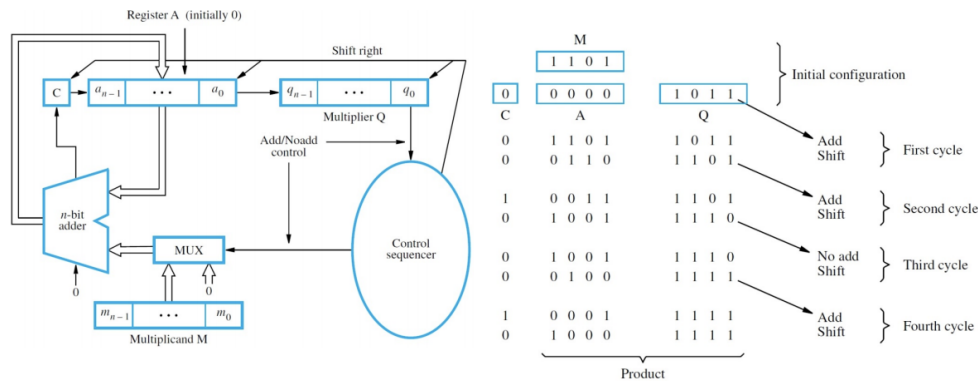 Register A (initially 0)
Shift right
C
a_{n−1} ••• a_0
q_{n−1} ••• q_0
Multiplier Q
Add/Noadd
control
n-bit
adder
MUX
Control
sequencer
0
0
m_{n−1} ••• m_0
Multiplicand M
M
1 1 0 1
Initial configuration
0 0 0 0 0 1 0 1 1
C A Q
0 1 1 0 1 1 0 1 1 Add
0 0 1 1 0 1 1 0 1 Shift
First cycle
1 0 0 1 1 1 1 0 1 Add
0 1 0 0 1 1 1 1 0 Shift
Second cycle
0 1 0 0 1 1 1 1 0 No add
0 0 1 0 0 1 1 1 1 Shift
Third cycle
1 0 0 0 1 1 1 1 1 Add
0 1 0 0 0 1 1 1 1 Shift
Fourth cycle
Product